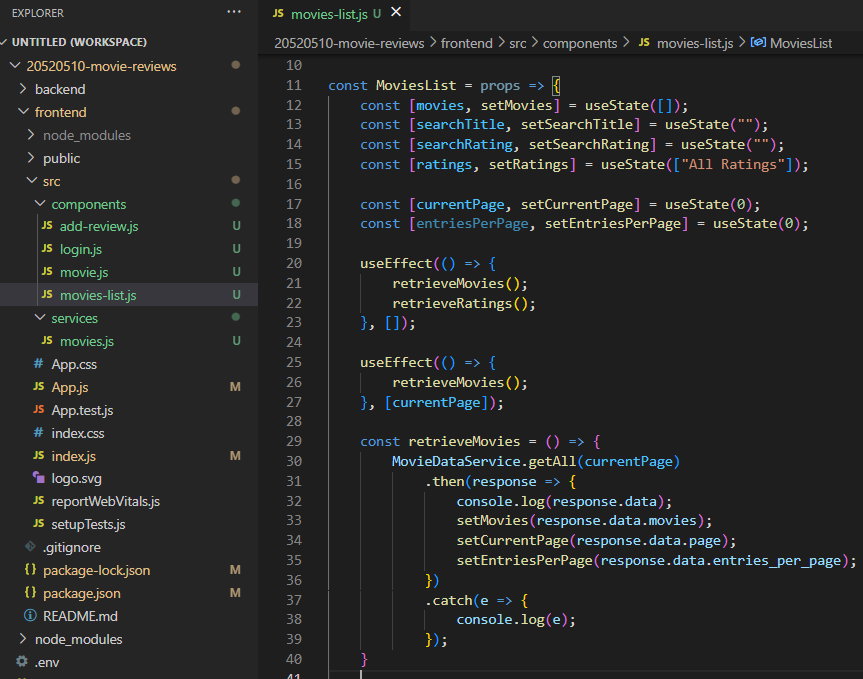 EXPLORER ...
UNTITLED (WORKSPACE)
20520510-movie-reviews
backend
frontend
node_modules
public
src
components
JS add-review.js U
JS login.js U
JS movie.js U
JS movies-list.js U
services
JS movies.js U
# App.css
JS App.js M
JS App.test.js
# index.css
JS index.js M
logo.svg
JS reportWebVitals.js
JS setupTests.js
.gitignore
{} package-lock.json M
{} package.json M
README.md
node_modules
.env
JS movies-list.js U ×
20520510-movie-reviews > frontend > src > components > JS movies-list.js > MoviesList
10
11 const MoviesList = props => {
12     const [movies, setMovies] = useState([]);
13     const [searchTitle, setSearchTitle] = useState("");
14     const [searchRating, setSearchRating] = useState("");
15     const [ratings, setRatings] = useState(["All Ratings"]);
16
17     const [currentPage, setCurrentPage] = useState(0);
18     const [entriesPerPage, setEntriesPerPage] = useState(0);
19
20     useEffect(() => {
21         retrieveMovies();
22         retrieveRatings();
23     }, []);
24
25     useEffect(() => {
26         retrieveMovies();
27     }, [currentPage]);
28
29     const retrieveMovies = () => {
30         MovieDataService.getAll(currentPage)
31             .then(response => {
32                 console.log(response.data);
33                 setMovies(response.data.movies);
34                 setCurrentPage(response.data.page);
35                 setEntriesPerPage(response.data.entries_per_page);
36             })
37             .catch(e => {
38                 console.log(e);
39             });
40     }
41